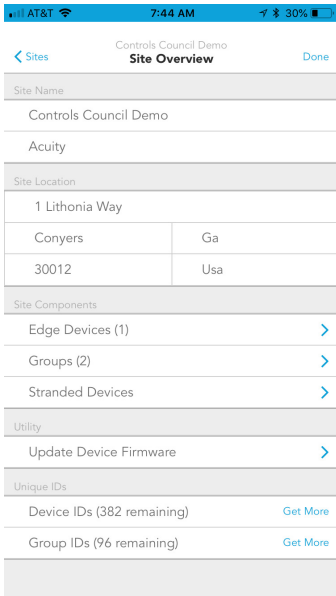 AT&T 7:44 AM 30%
Controls Council Demo
Sites Site Overview Done
Site Name
Controls Council Demo
Acuity
Site Location
1 Lithonia Way
Conyers Ga
30012 Usa
Site Components
Edge Devices (1)
Groups (2)
Stranded Devices
Utility
Update Device Firmware
Unique IDs
Device IDs (382 remaining) Get More
Group IDs (96 remaining) Get More